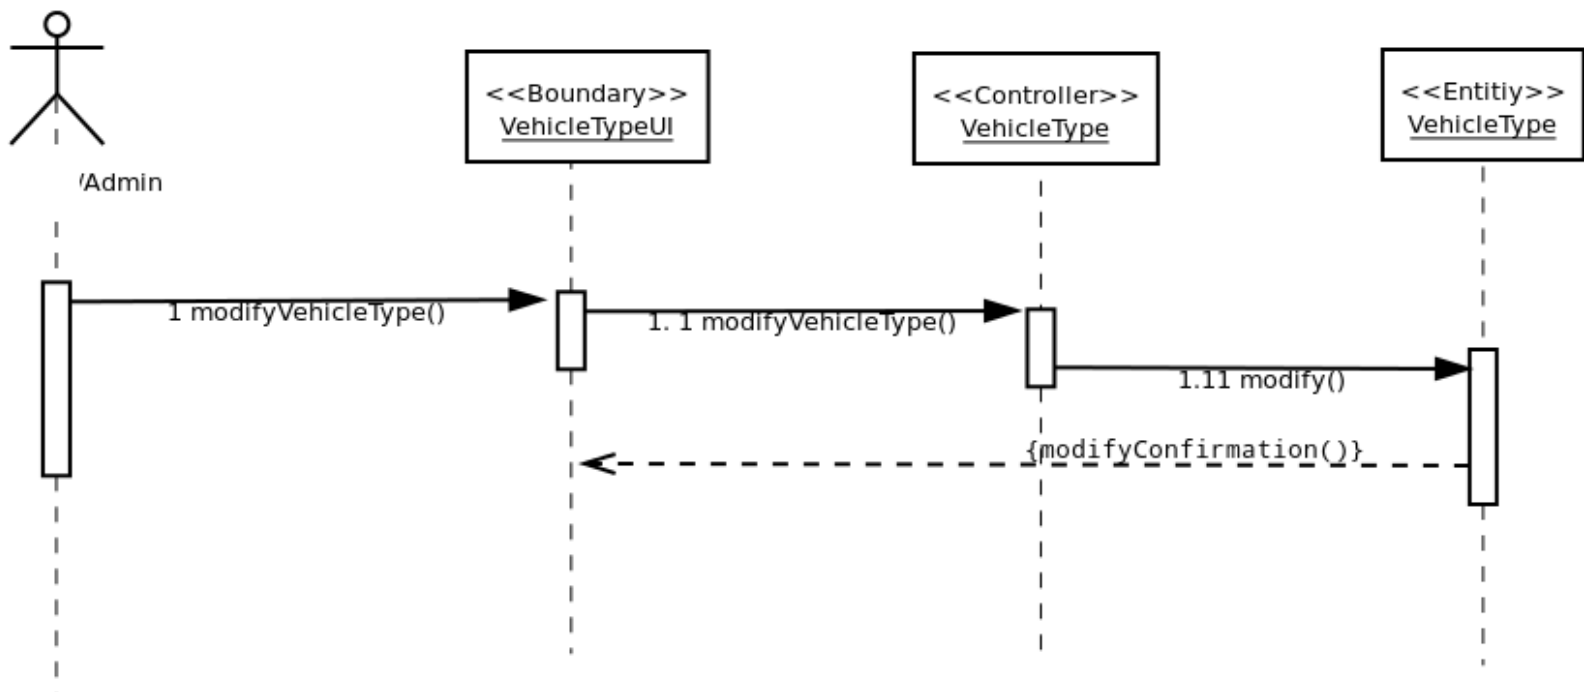 <<Boundary>>
VehicleTypeUI
<<Controller>>
VehicleType
<<Entitiy>>
VehicleType
/Admin
1 modifyVehicleType()
1. 1 modifyVehicleType()
1.11 modify()
{modifyConfirmation()}